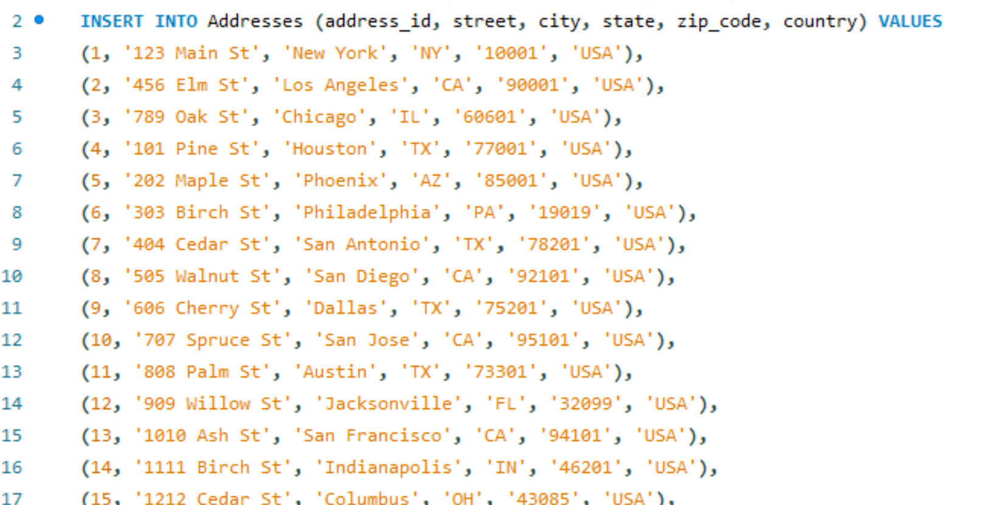 2 INSERT INTO Addresses (address_id, street, city, state, zip_code, country) VALUES
3 (1, '123 Main St', 'New York', 'NY', '10001', 'USA'),
4 (2, '456 Elm St', 'Los Angeles', 'CA', '90001', 'USA'),
5 (3, '789 Oak St', 'Chicago', 'IL', '60601', 'USA'),
6 (4, '101 Pine St', 'Houston', 'TX', '77001', 'USA'),
7 (5, '202 Maple St', 'Phoenix', 'AZ', '85001', 'USA'),
8 (6, '303 Birch St', 'Philadelphia', 'PA', '19019', 'USA'),
9 (7, '404 Cedar St', 'San Antonio', 'TX', '78201', 'USA'),
10 (8, '505 Walnut St', 'San Diego', 'CA', '92101', 'USA'),
11 (9, '606 Cherry St', 'Dallas', 'TX', '75201', 'USA'),
12 (10, '707 Spruce St', 'San Jose', 'CA', '95101', 'USA'),
13 (11, '808 Palm St', 'Austin', 'TX', '73301', 'USA'),
14 (12, '909 Willow St', 'Jacksonville', 'FL', '32099', 'USA'),
15 (13, '1010 Ash St', 'San Francisco', 'CA', '94101', 'USA'),
16 (14, '1111 Birch St', 'Indianapolis', 'IN', '46201', 'USA'),
17 (15, '1212 Cedar St', 'Columbus', 'OH', '43085', 'USA'),